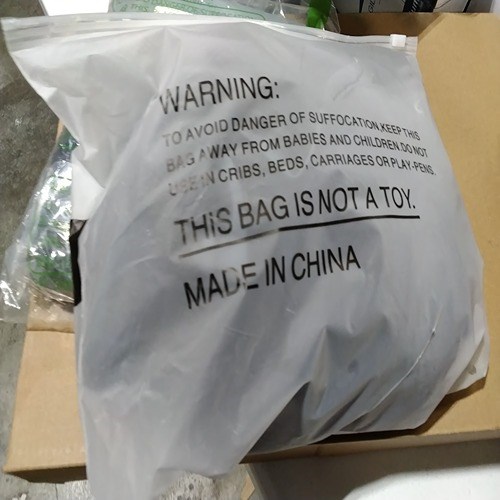 WARNING:
TO AVOID DANGER OF SUFFOCATION.KEEP THIS
BAG AWAY FROM BABIES AND CHILDREN.DO NOT
USE IN CRIBS, BEDS, CARRIAGES OR PLAY-PENS.
THIS BAG IS NOT A TOY.
MADE IN CHINA